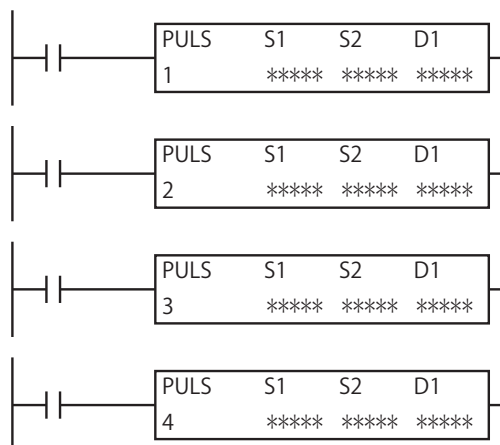 PULS S1 S2 D1
1 ***** ***** *****
PULS S1 S2 D1
2 ***** ***** *****
PULS S1 S2 D1
3 ***** ***** *****
PULS S1 S2 D1
4 ***** ***** *****